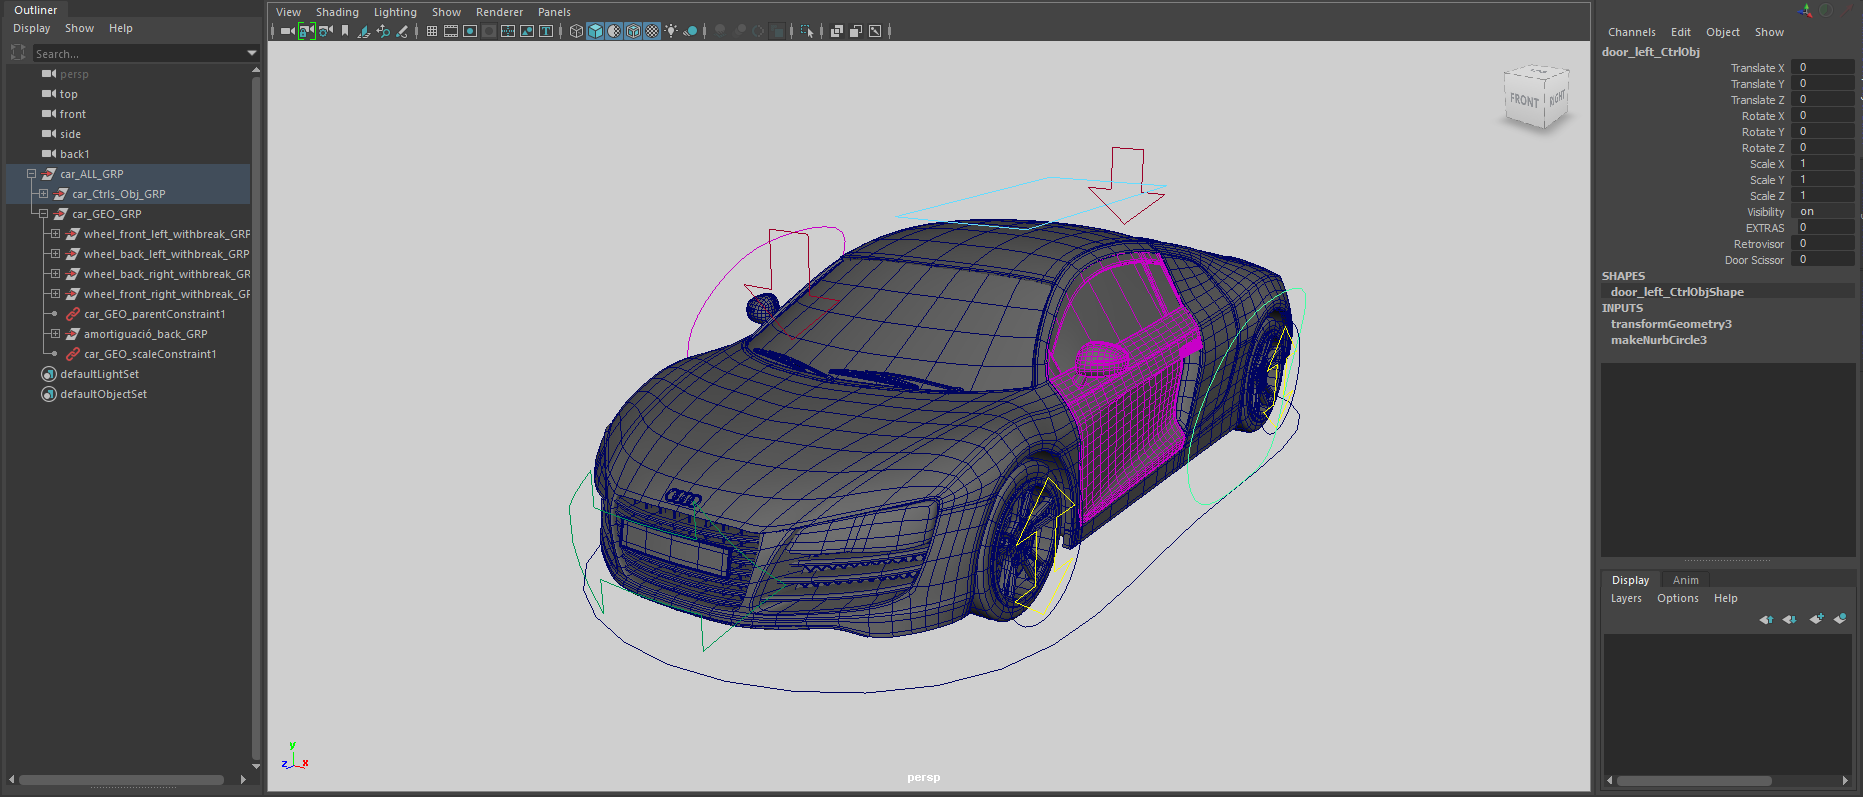 Outliner
Display Show Help
Search...
persp
top
front
side
back1
car_ALL_GRP
car_Ctrls_Obj_GRP
car_GEO_GRP
wheel_front_left_withbreak_GRP
wheel_back_left_withbreak_GRP
wheel_back_right_withbreak_GR
wheel_front_right_withbreak_GF
car_GEO_parentConstraint1
amortiguació_back_GRP
car_GEO_scaleConstraint1
defaultLightSet
defaultObjectSet
View Shading Lighting Show Renderer Panels
FRONT RIGHT
y
z x
persp
Channels Edit Object Show
door_left_CtrlObj
Translate X 0
Translate Y 0
Translate Z 0
Rotate X 0
Rotate Y 0
Rotate Z 0
Scale X 1
Scale Y 1
Scale Z 1
Visibility on
EXTRAS 0
Retrovisor 0
Door Scissor 0
SHAPES
door_left_CtrlObjShape
INPUTS
transformGeometry3
makeNurbCircle3
Display Anim
Layers Options Help